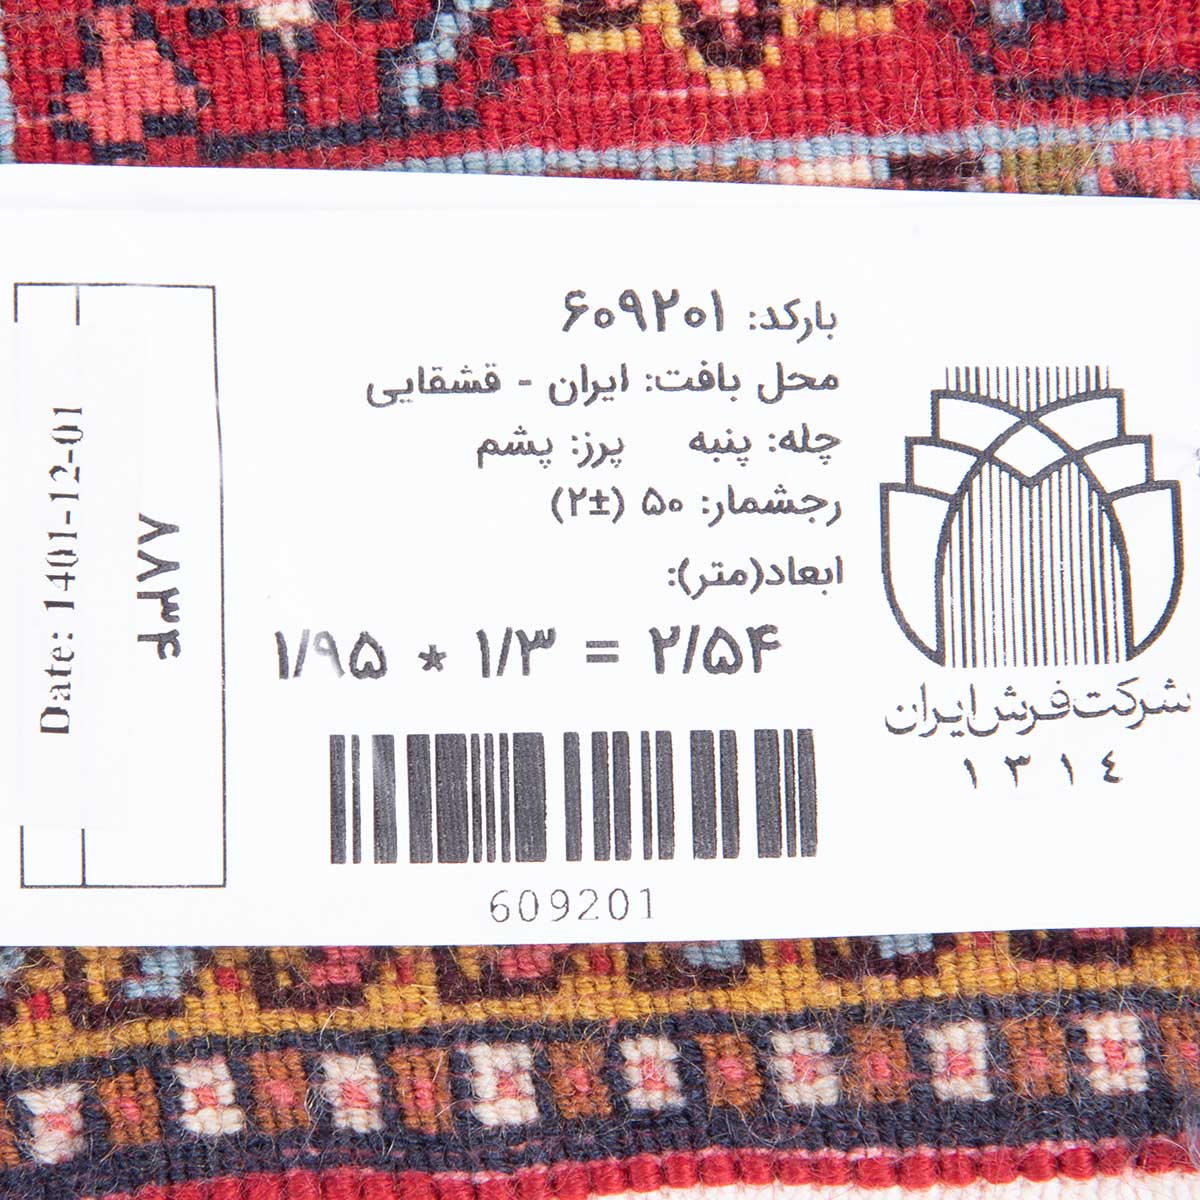 بارکد: ۶۰۹۲۰۱
محل بافت: ایران - قشقایی
چله: پنبه پرز: پشم
رجشمار: ۵۰ (±۲)
ابعاد(متر):
۱/۹۵ * ۱/۳ = ۲/۵۴
609201
شرکت فرش ایران
۱۳۱۴
Date: 1401-12-01
۸۸۳۴